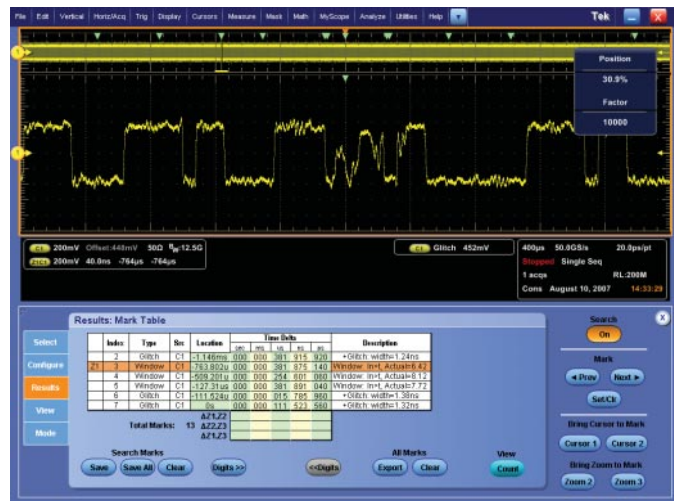 File Edit Vertical Horiz/Acq Trig Display Cursors Measure Mask Math MyScope Analyze Utilities Help Tek
Position
30.9%
Factor
10000
C1 200mV Offset:448mV 50Ω BW:12.5G
Z1C1 200mV 40.0ns -764µs -764µs
C1 Glitch 452mV
400µs 50.0GS/s 20.0ps/pt
Stopped Single Seq
1 acqs RL:200M
Cons August 10, 2007 14:33:29
Results: Mark Table
Select
Configure
Results
View
Mode
Index Type Src Location Time Delta Description
sec ms us ns ps
2 Glitch C1 -1.146ms 000 000 381 915 920 +Glitch: width=1.24ns
Z1 3 Window C1 -763.802u 000 000 381 875 140 Window: In>t, Actual=6.42
4 Window C1 -509.201u 000 000 254 601 060 Window: In>t, Actual=8.12
5 Window C1 -127.31us 000 000 381 891 040 Window: In>t, Actual=7.72
6 Glitch C1 -111.524u 000 000 015 785 960 +Glitch: width=1.38ns
7 Glitch C1 0s 000 000 111 523 560 +Glitch: width=1.32ns
Total Marks: 13
ΔZ1,Z2
ΔZ2,Z3
ΔZ1,Z3
Search Marks
Save Save All Clear
Digits >>
<<Digits
All Marks
Export Clear
View
Count
Search
On
Mark
Prev Next
Set/Clr
Bring Cursor to Mark
Cursor 1 Cursor 2
Bring Zoom to Mark
Zoom 2 Zoom 3